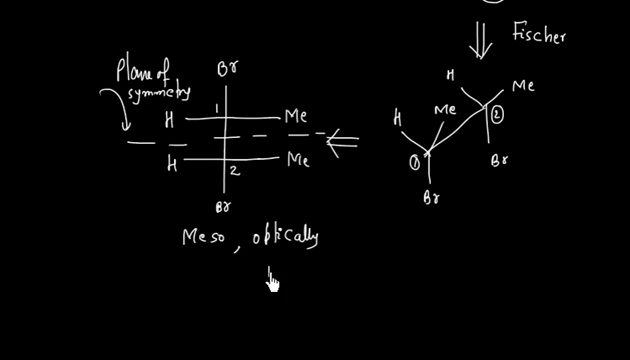 Fischer
Plane of
symmetry
Br
H 1 Me
H 2 Me
Br
Meso, optically
H Me
H Me ②
① Br
Br